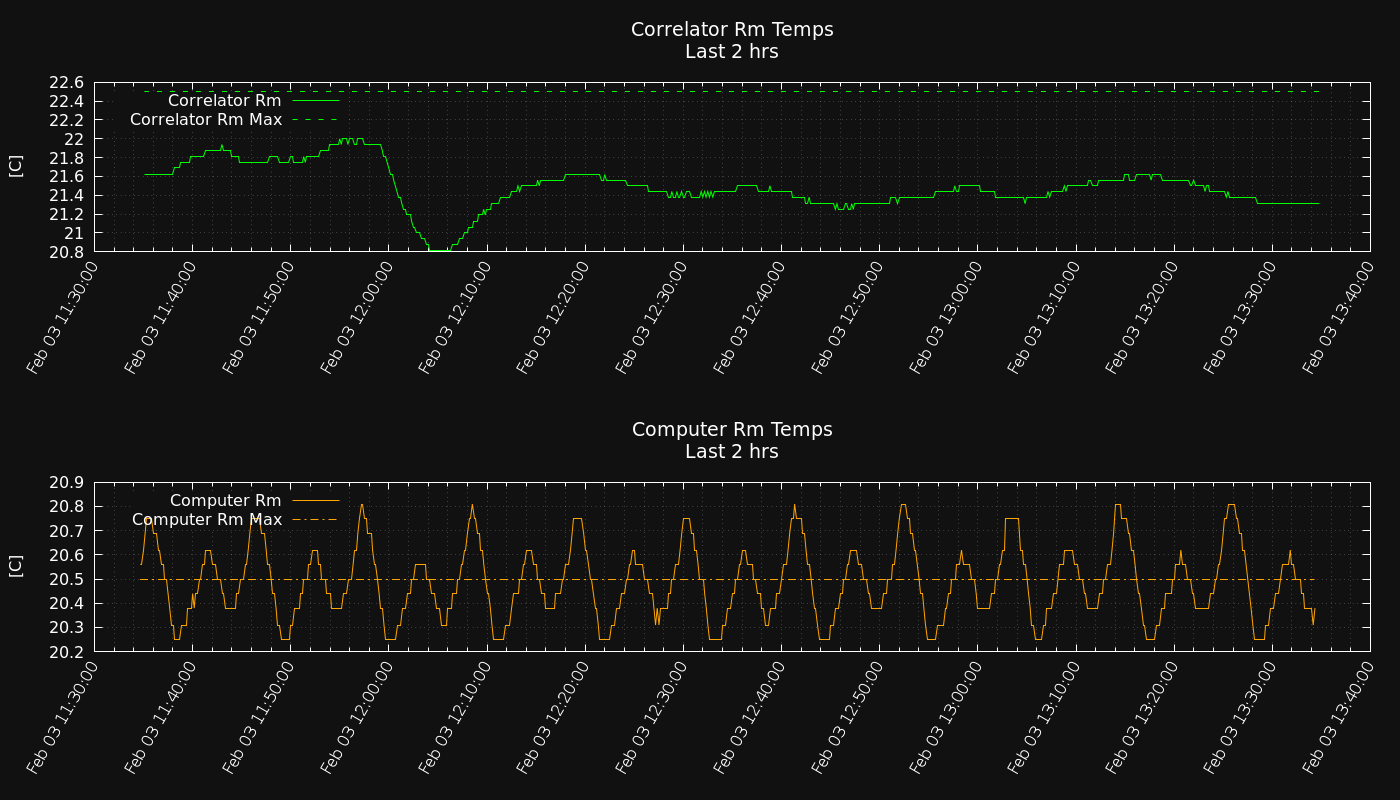 Correlator Rm Temps
Last 2 hrs
22.6
22.4
22.2
22
21.8
21.6
21.4
21.2
21
20.8
[C]
Correlator Rm
Correlator Rm Max
Feb 03 11:30:00
Feb 03 11:40:00
Feb 03 11:50:00
Feb 03 12:00:00
Feb 03 12:10:00
Feb 03 12:20:00
Feb 03 12:30:00
Feb 03 12:40:00
Feb 03 12:50:00
Feb 03 13:00:00
Feb 03 13:10:00
Feb 03 13:20:00
Feb 03 13:30:00
Feb 03 13:40:00
Computer Rm Temps
Last 2 hrs
20.9
20.8
20.7
20.6
20.5
20.4
20.3
20.2
[C]
Computer Rm
Computer Rm Max
Feb 03 11:30:00
Feb 03 11:40:00
Feb 03 11:50:00
Feb 03 12:00:00
Feb 03 12:10:00
Feb 03 12:20:00
Feb 03 12:30:00
Feb 03 12:40:00
Feb 03 12:50:00
Feb 03 13:00:00
Feb 03 13:10:00
Feb 03 13:20:00
Feb 03 13:30:00
Feb 03 13:40:00